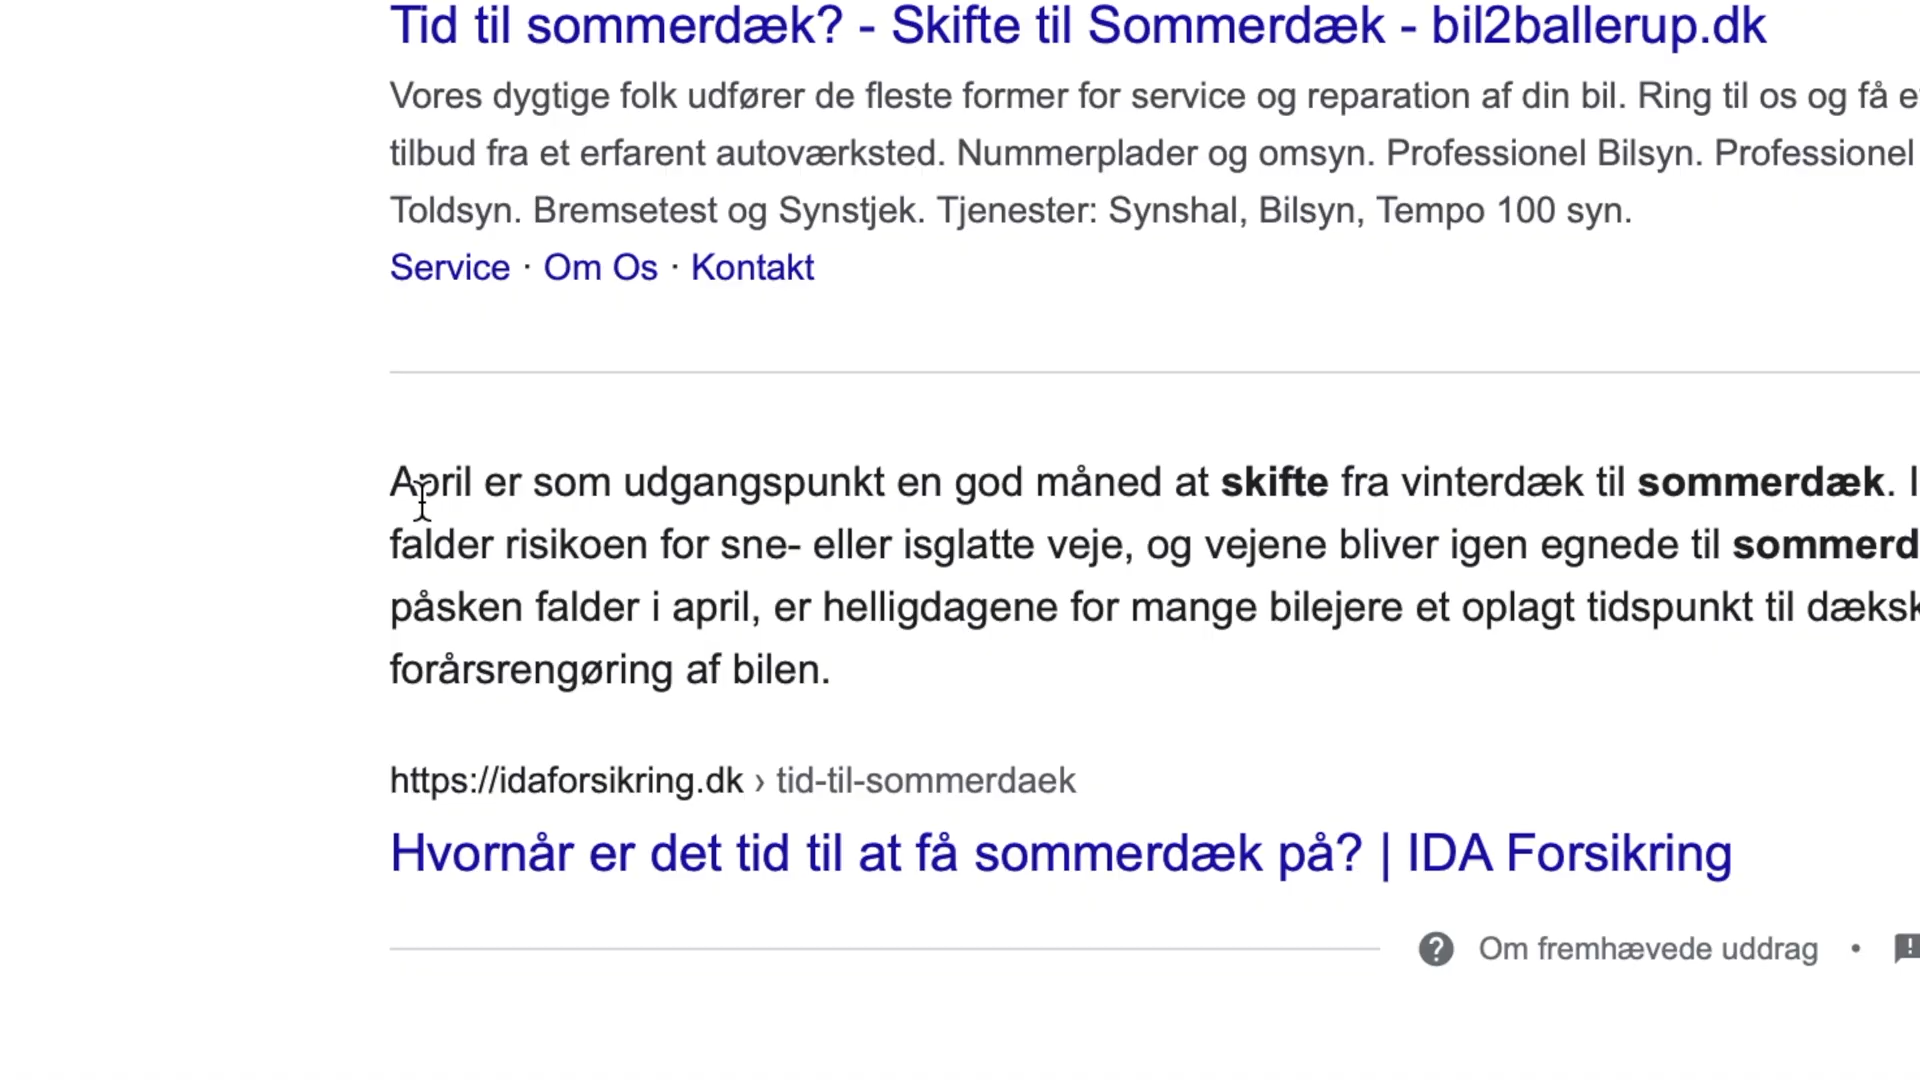 Tid til sommerdæk? - Skifte til Sommerdæk - bil2ballerup.dk
Vores dygtige folk udfører de fleste former for service og reparation af din bil. Ring til os og få
tilbud fra et erfarent autoværksted. Nummerplader og omsyn. Professionel Bilsyn. Professionel
Toldsyn. Bremsetest og Synstjek. Tjenester: Synshal, Bilsyn, Tempo 100 syn.
Service · Om Os · Kontakt
April er som udgangspunkt en god måned at skifte fra vinterdæk til sommerdæk.
falder risikoen for sne- eller isglatte veje, og vejene bliver igen egnede til sommerd
påsken falder i april, er helligdagene for mange bilejere et oplagt tidspunkt til dæksk
forårsrengøring af bilen.
https://idaforsikring.dk › tid-til-sommerdaek
Hvornår er det tid til at få sommerdæk på? | IDA Forsikring
Om fremhævede uddrag •